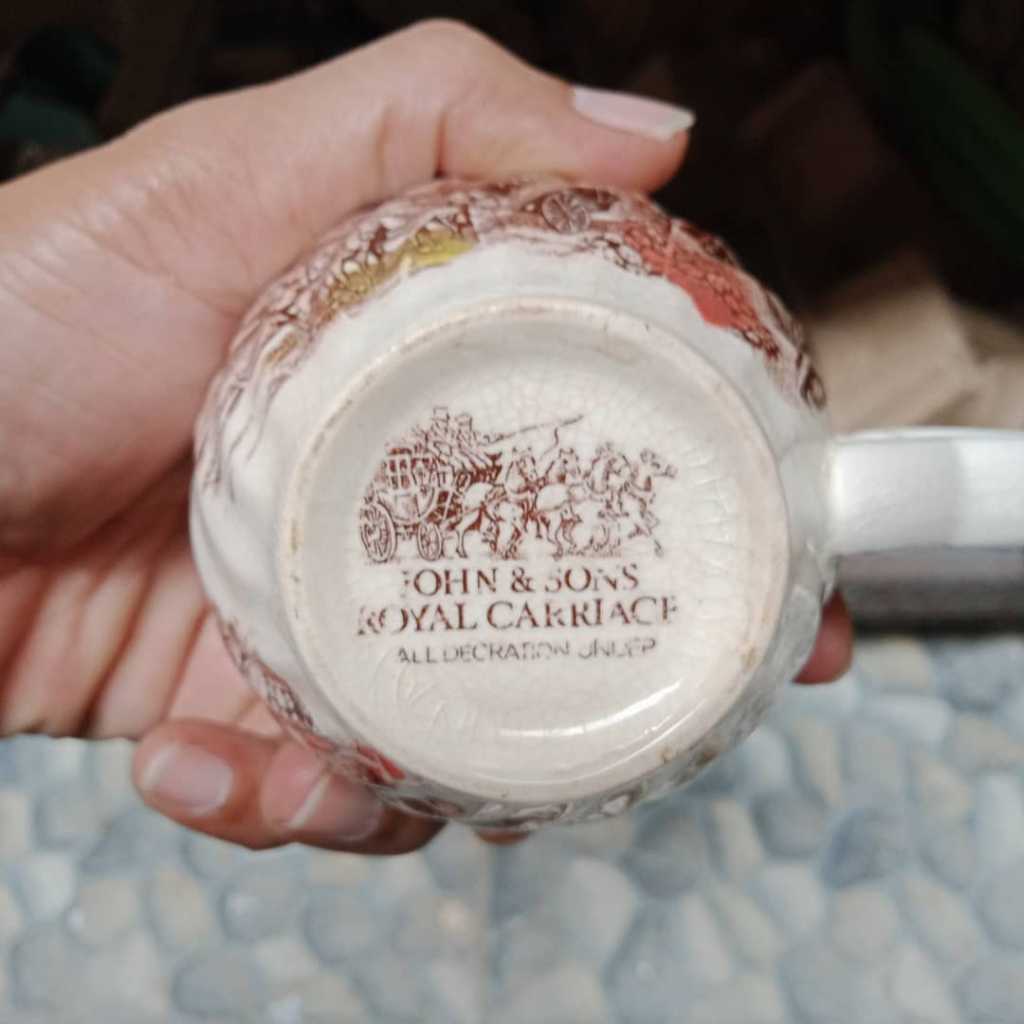 JOHN & SONS
ROYAL CARRIAGE
ALL DECRATION UNDER